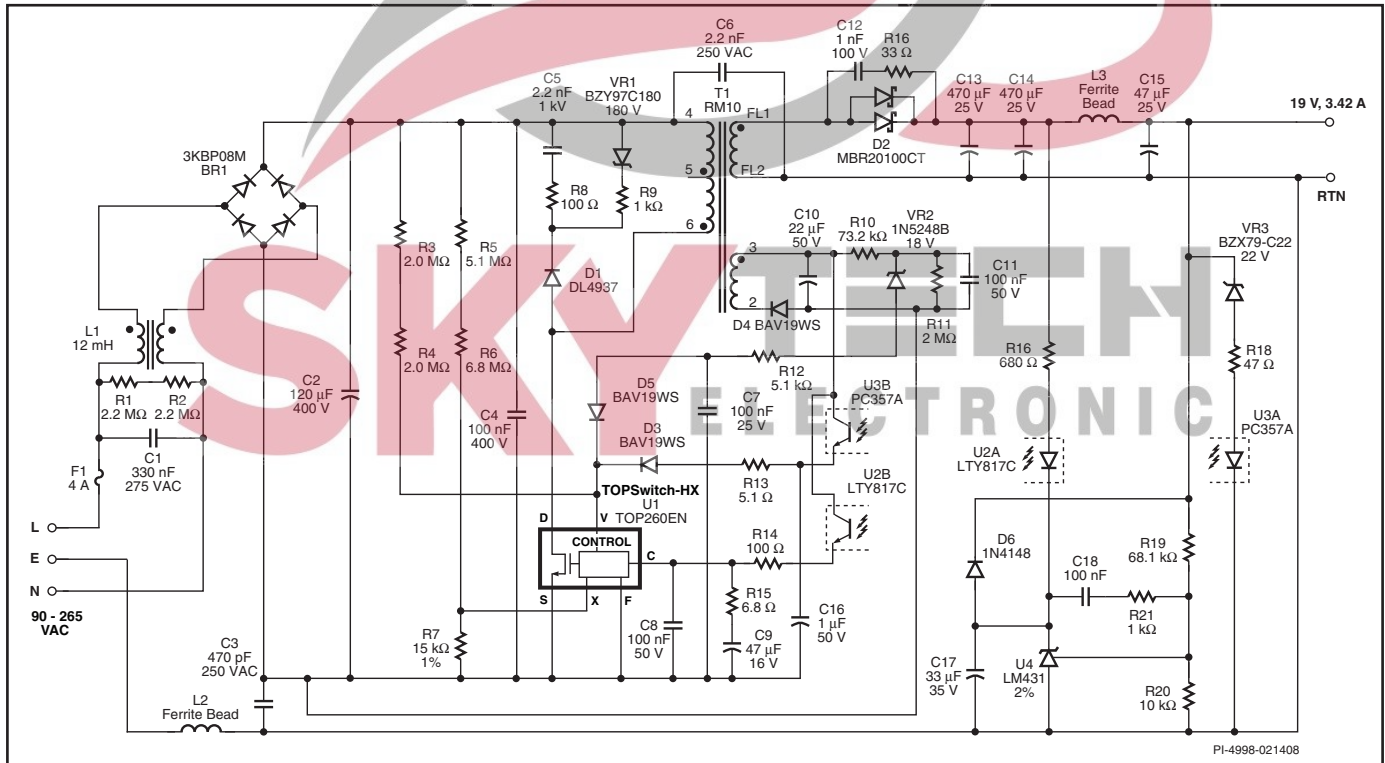 C6
2.2 nF
250 VAC
C12
1 nF
100 V
R16
33 Ω
C5
2.2 nF
1 kV
VR1
BZY97C180
180 V
T1
RM10
4
5
6
FL1
FL2
D2
MBR20100CT
C13
470 µF
25 V
C14
470 µF
25 V
L3
Ferrite
Bead
C15
47 µF
25 V
19 V, 3.42 A
RTN
3KBP08M
BR1
R8
100 Ω
R9
1 kΩ
R3
2.0 MΩ
R5
5.1 MΩ
D1
DL4937
C10
22 µF
50 V
R10
73.2 kΩ
VR2
1N5248B
18 V
3
2
C11
100 nF
50 V
D4 BAV19WS
R11
2 MΩ
VR3
BZX79-C22
22 V
SKYTECH
ELECTRONIC
L1
12 mH
R1
2.2 MΩ
R2
2.2 MΩ
C1
330 nF
275 VAC
F1
4 A
C2
120 µF
400 V
R4
2.0 MΩ
R6
6.8 MΩ
C4
100 nF
400 V
D5
BAV19WS
D3
BAV19WS
C7
100 nF
25 V
R12
5.1 kΩ
U3B
PC357A
R16
680 Ω
R18
47 Ω
U3A
PC357A
U2A
LTY817C
R13
5.1 Ω
U2B
LTY817C
TOPSwitch-HX
U1
TOP260EN
D
V
CONTROL
C
S
X
F
L
E
N
90 - 265
VAC
R14
100 Ω
R15
6.8 Ω
C8
100 nF
50 V
C9
47 µF
16 V
C16
1 µF
50 V
R7
15 kΩ
1%
C3
470 pF
250 VAC
L2
Ferrite Bead
D6
1N4148
C18
100 nF
R19
68.1 kΩ
R21
1 kΩ
C17
33 µF
35 V
U4
LM431
2%
R20
10 kΩ
PI-4998-021408